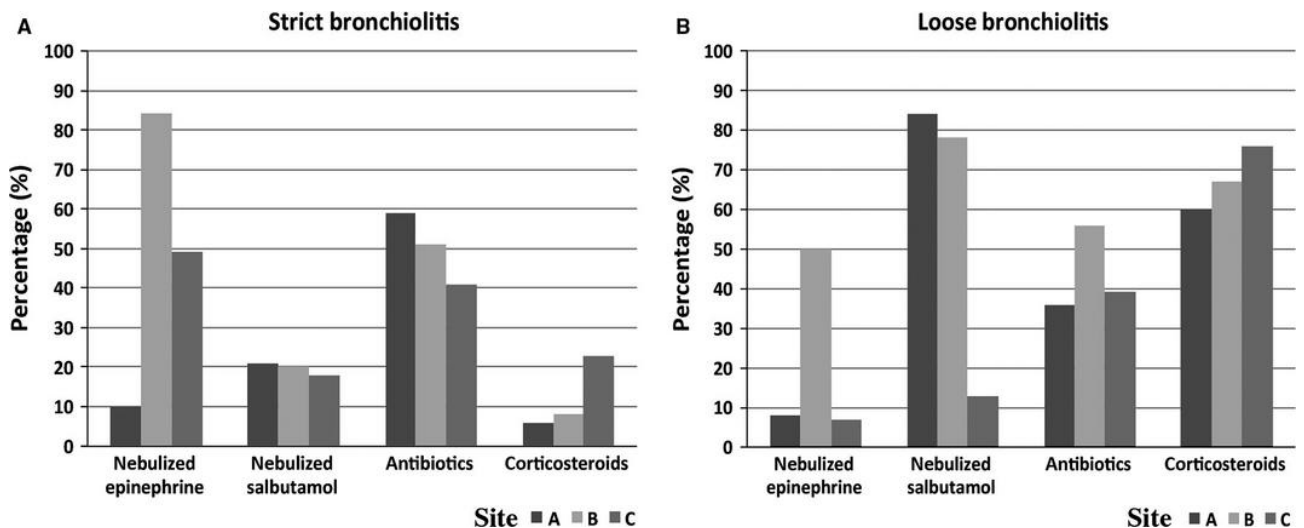 A
Strict bronchiolitis
Percentage (%)
100
90
80
70
60
50
40
30
20
10
0
Nebulized
epinephrine
Nebulized
salbutamol
Antibiotics
Corticosteroids
Site A B C
B
Loose bronchiolitis
Percentage (%)
100
90
80
70
60
50
40
30
20
10
0
Nebulized
epinephrine
Nebulized
salbutamol
Antibiotics
Corticosteroids
Site A B C